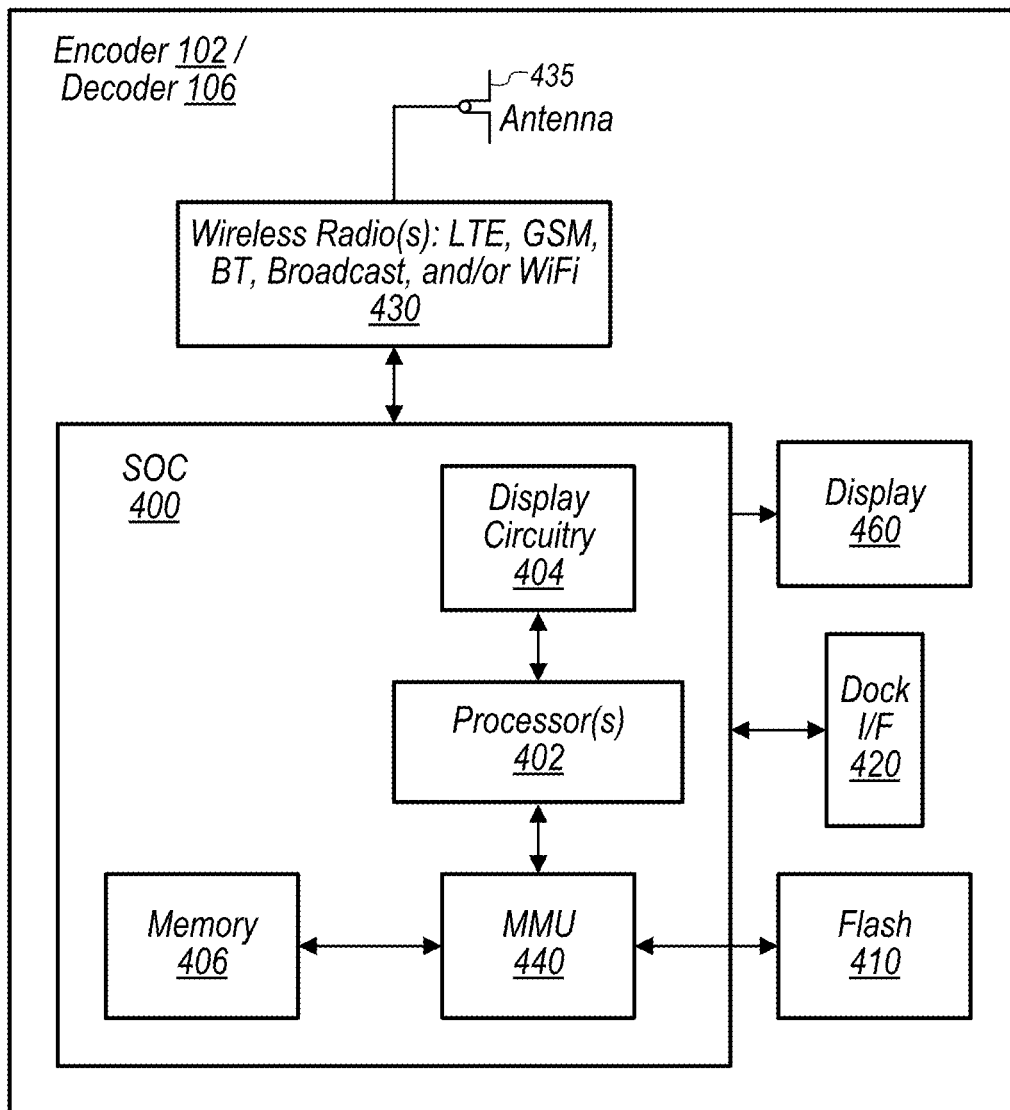 Encoder 102 /
Decoder 106
435
Antenna
Wireless Radio(s): LTE, GSM,
BT, Broadcast, and/or WiFi
430
SOC
400
Display
Circuitry
404
Display
460
Processor(s)
402
Dock
I/F
420
Memory
406
MMU
440
Flash
410